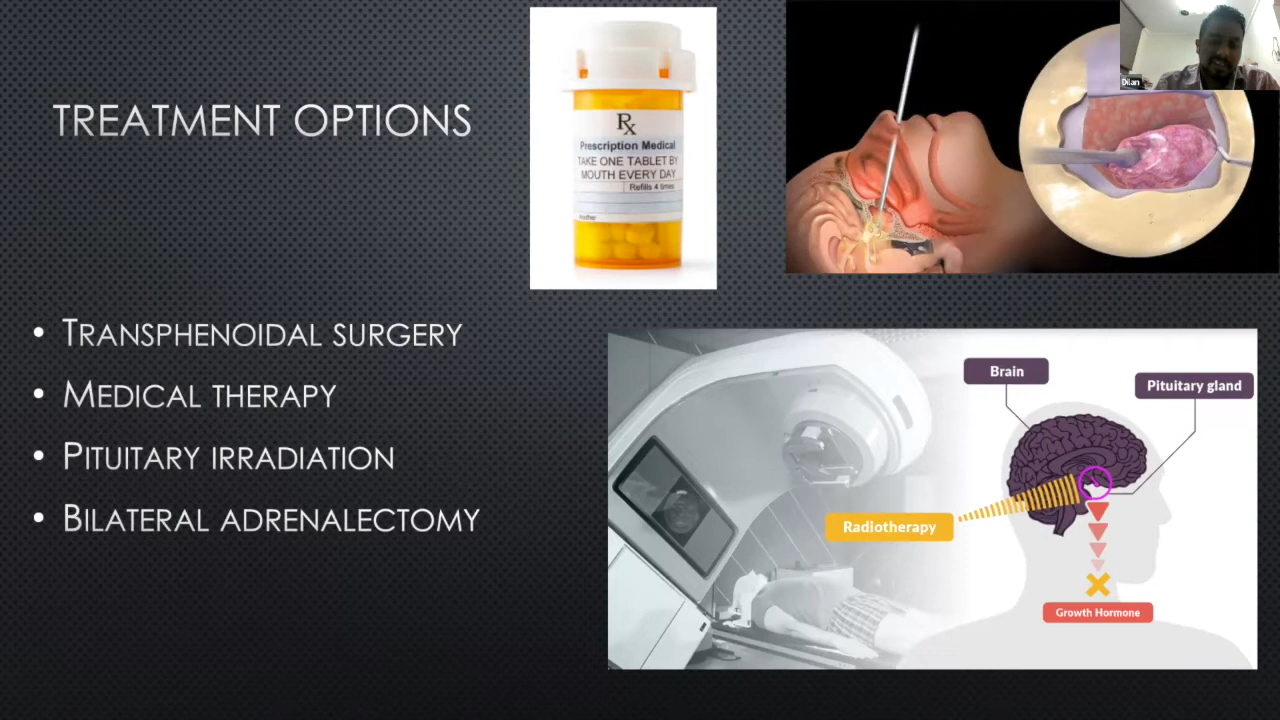 TREATMENT OPTIONS
Rx
Prescription Medical
TAKE ONE TABLET BY
MOUTH EVERY DAY
Refills 4 times
Dilan
• TRANSPHENOIDAL SURGERY
• MEDICAL THERAPY
• PITUITARY IRRADIATION
• BILATERAL ADRENALECTOMY
Brain
Pituitary gland
Radiotherapy
Growth Hormone